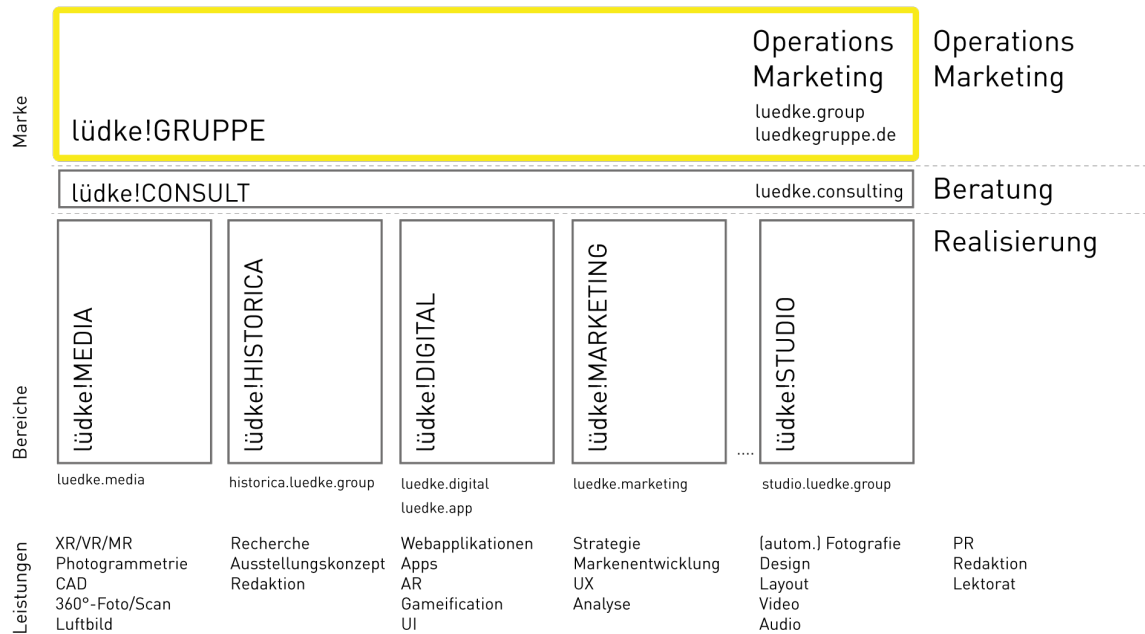 Marke
lüdke!GRUPPE
Operations
Marketing
luedke.group
luedkegruppe.de
Operations
Marketing
lüdke!CONSULT
luedke.consulting
Beratung
Realisierung
Bereiche
lüdke!MEDIA
lüdke!HISTORICA
lüdke!DIGITAL
lüdke!MARKETING
....
lüdke!STUDIO
luedke.media
historica.luedke.group
luedke.digital
luedke.app
luedke.marketing
studio.luedke.group
Leistungen
XR/VR/MR
Photogrammetrie
CAD
360°-Foto/Scan
Luftbild
Recherche
Ausstellungskonzept
Redaktion
Webapplikationen
Apps
AR
Gameification
UI
Strategie
Markenentwicklung
UX
Analyse
(autom.) Fotografie
Design
Layout
Video
Audio
PR
Redaktion
Lektorat